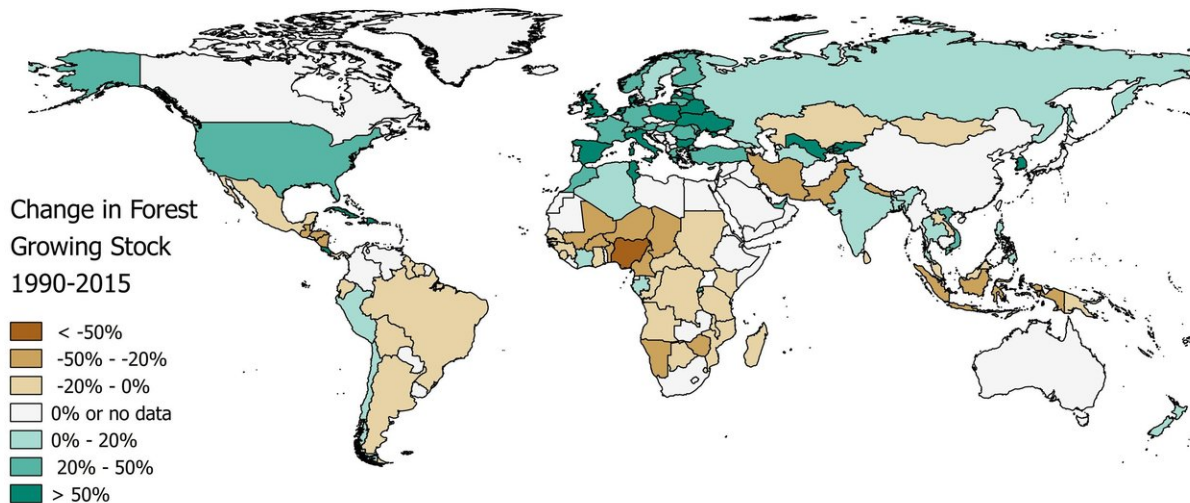 Change in Forest
Growing Stock
1990-2015
< -50%
-50% - -20%
-20% - 0%
0% or no data
0% - 20%
20% - 50%
> 50%